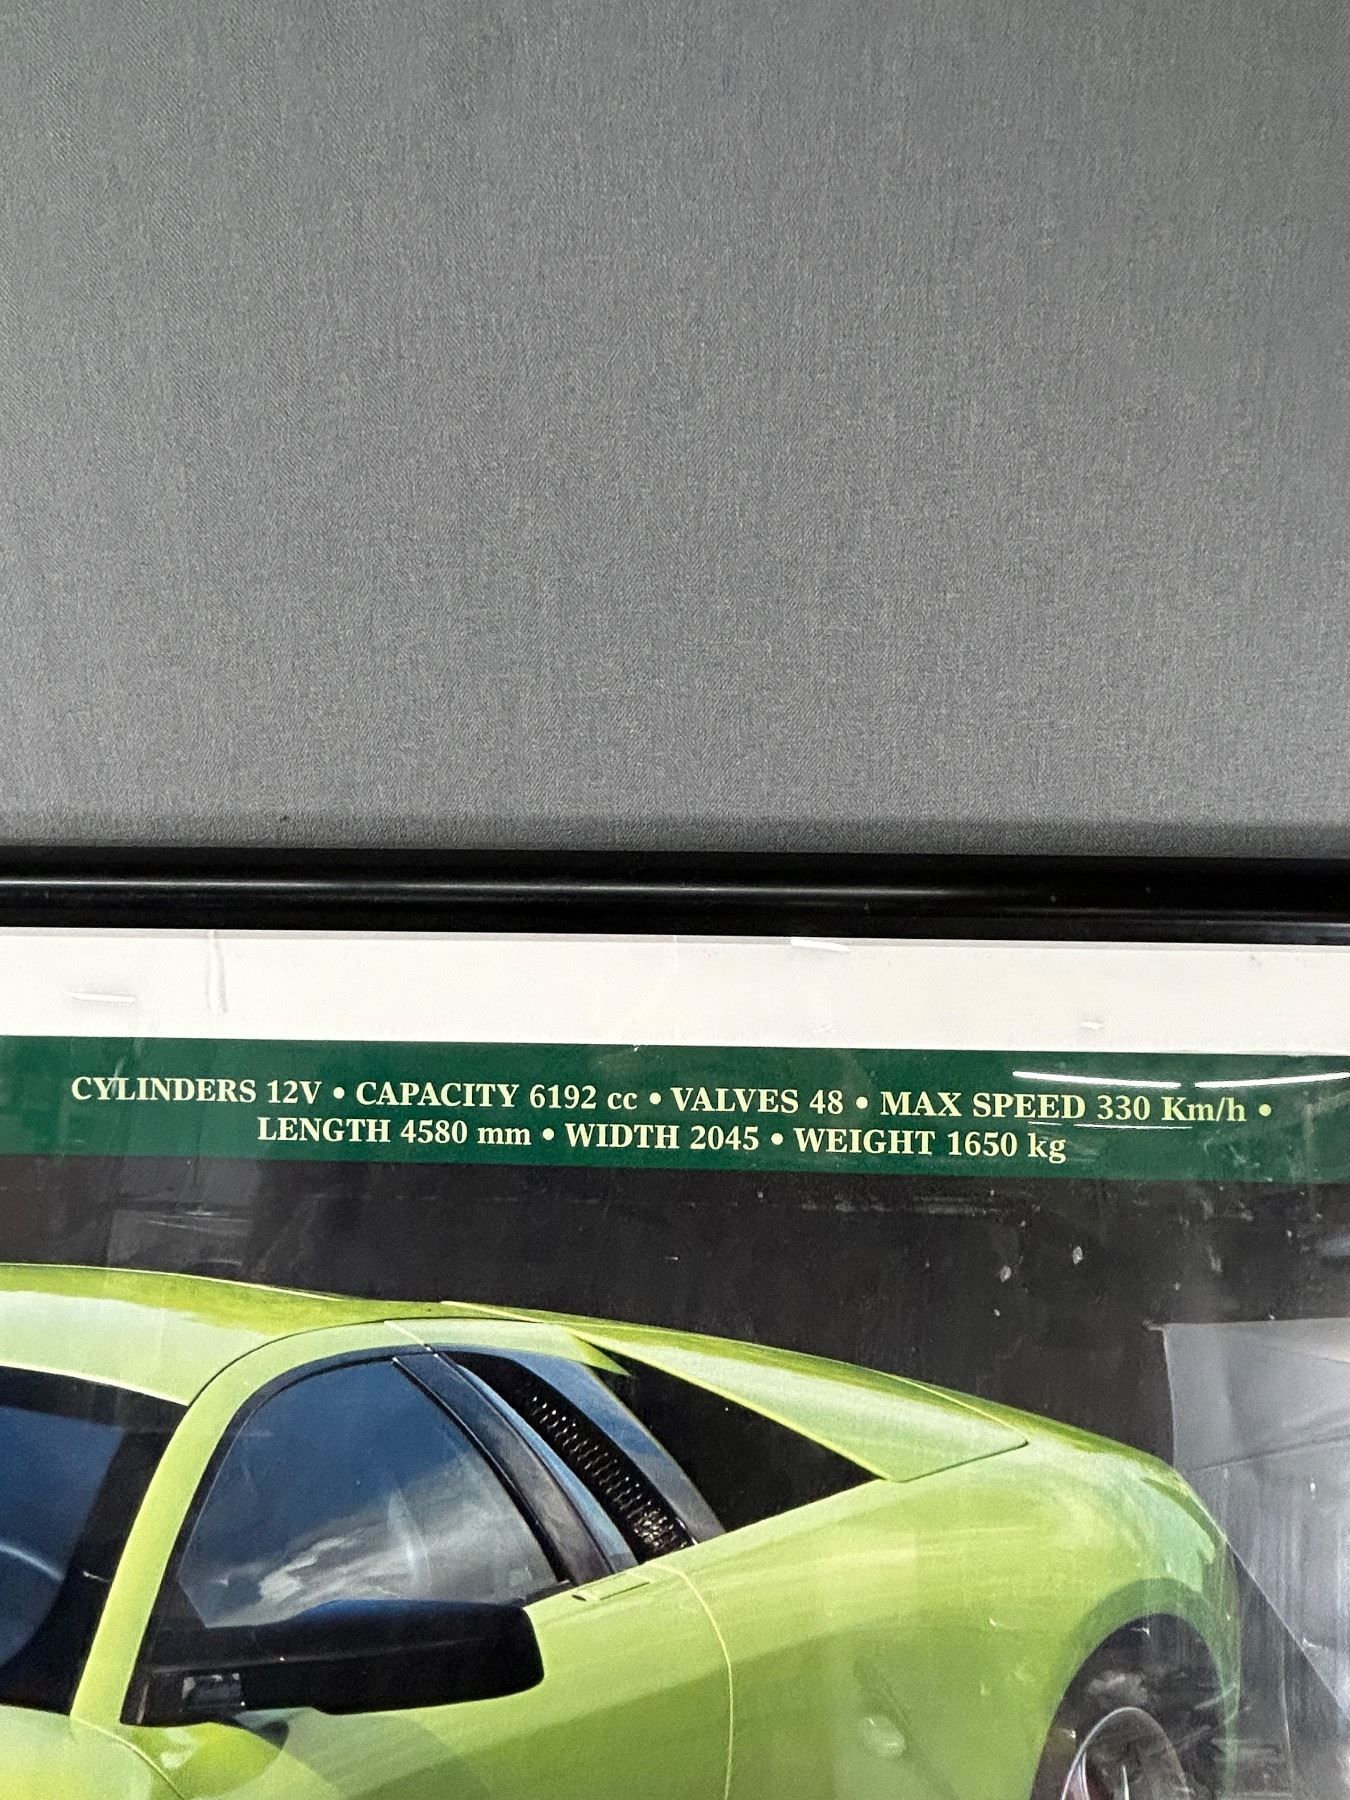 CYLINDERS 12V • CAPACITY 6192 cc • VALVES 48 • MAX SPEED 330 Km/h •
LENGTH 4580 mm • WIDTH 2045 • WEIGHT 1650 kg